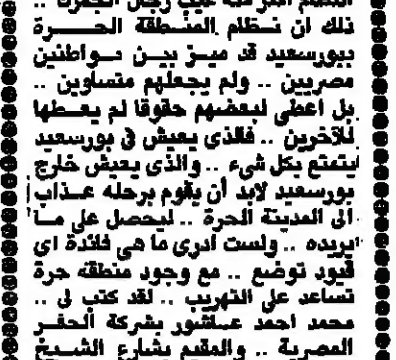 ذلك ان نظام المنطقة الحرة
ببورسعيد قد ميز بين مواطنين
مصريين .. ولم يجعلهم متساوين ..
بل اعطى لبعضهم حقوقا لم يعطها
للآخرين .. فالذى يعيش فى بورسعيد
يتمتع بكل شىء .. والذى يعيش خارج
بورسعيد لابد أن يقوم برحله عذاب
الى المدينة الحرة .. ليحصل على ما
يريده .. ولست ادرى ما هى فائدة اى
قيود توضع .. مع وجود منطقه حرة
تساعد على التهريب .. لقد كتب لى ..
محمد احمد عاشور بشركة الحفر
المصرية .. والمقيم بشارع الشيخ